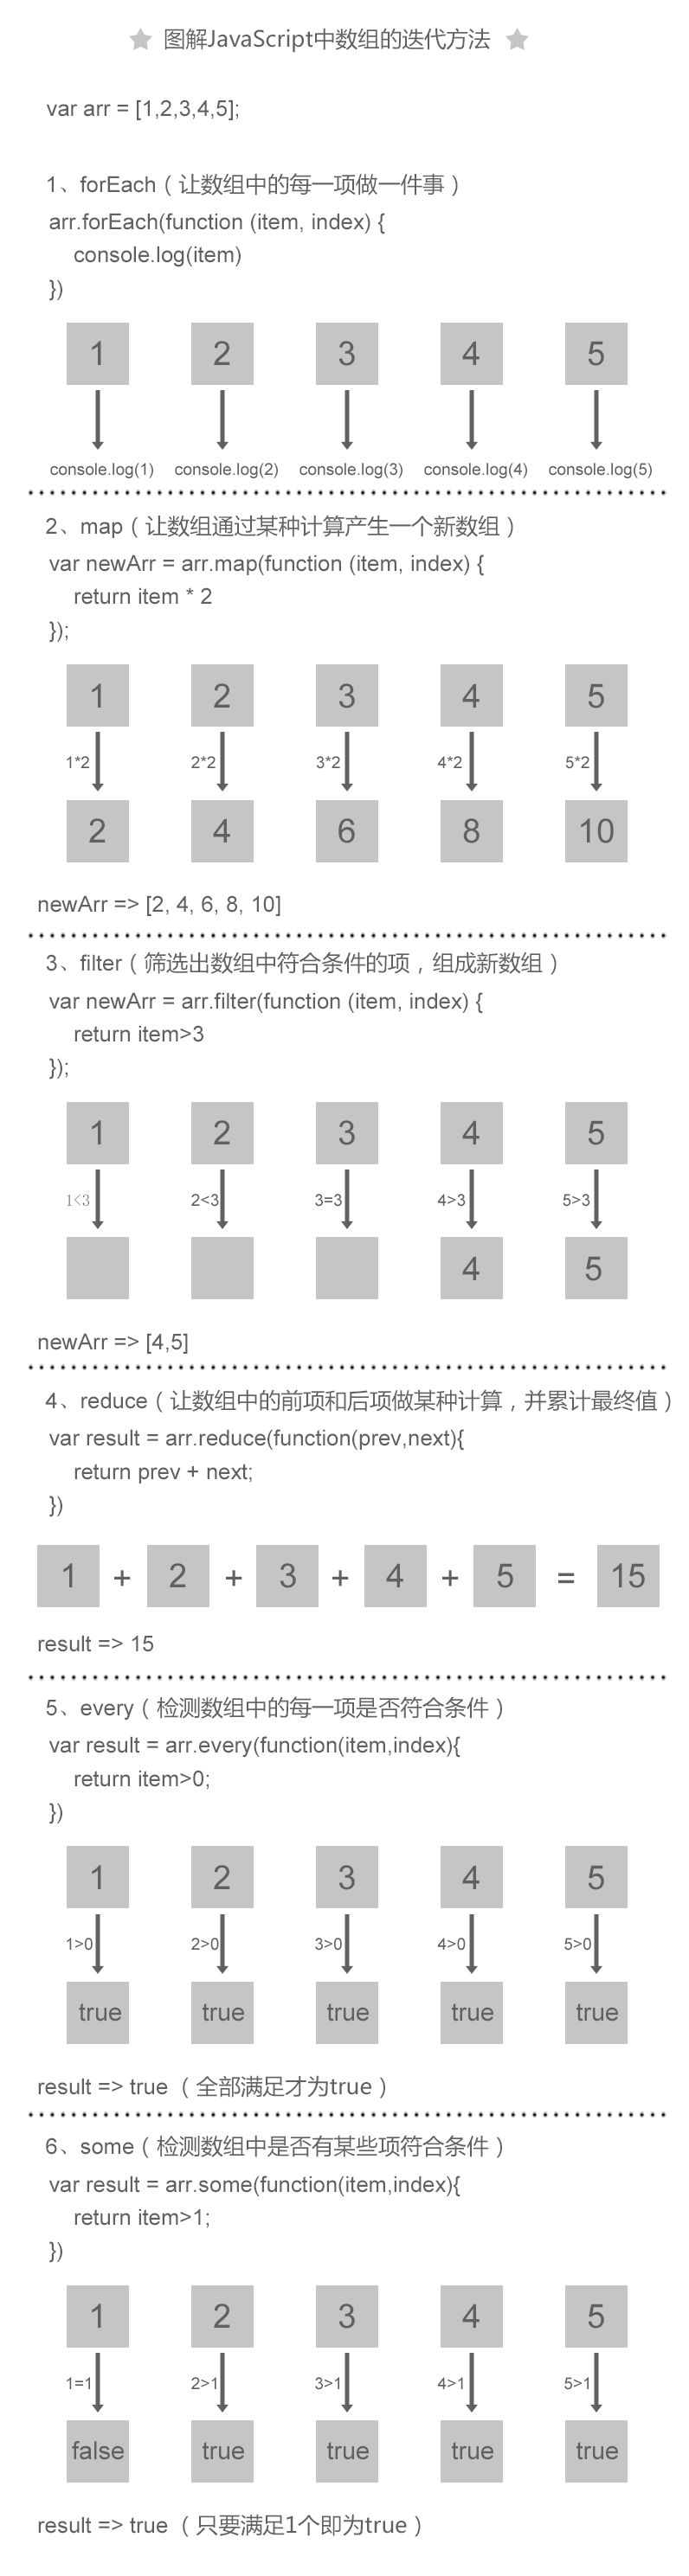 图解JavaScript中数组的迭代方法
var arr = [1,2,3,4,5];
1、forEach（让数组中的每一项做一件事）
arr.forEach(function (item, index) {
console.log(item)
})
1 2 3 4 5
console.log(1) console.log(2) console.log(3) console.log(4) console.log(5)
2、map（让数组通过某种计算产生一个新数组）
var newArr = arr.map(function (item, index) {
return item * 2
});
1 2 3 4 5
1*2 2*2 3*2 4*2 5*2
2 4 6 8 10
newArr => [2, 4, 6, 8, 10]
3、filter（筛选出数组中符合条件的项，组成新数组）
var newArr = arr.filter(function (item, index) {
return item>3
});
1 2 3 4 5
1<3 2<3 3=3 4>3 5>3
4 5
newArr => [4,5]
4、reduce（让数组中的前项和后项做某种计算，并累计最终值）
var result = arr.reduce(function(prev,next){
return prev + next;
})
1 + 2 + 3 + 4 + 5 = 15
result => 15
5、every（检测数组中的每一项是否符合条件）
var result = arr.every(function(item,index){
return item>0;
})
1 2 3 4 5
1>0 2>0 3>0 4>0 5>0
true true true true true
result => true（全部满足才为true）
6、some（检测数组中是否有某些项符合条件）
var result = arr.some(function(item,index){
return item>1;
})
1 2 3 4 5
1=1 2>1 3>1 4>1 5>1
false true true true true
result => true（只要满足1个即为true）